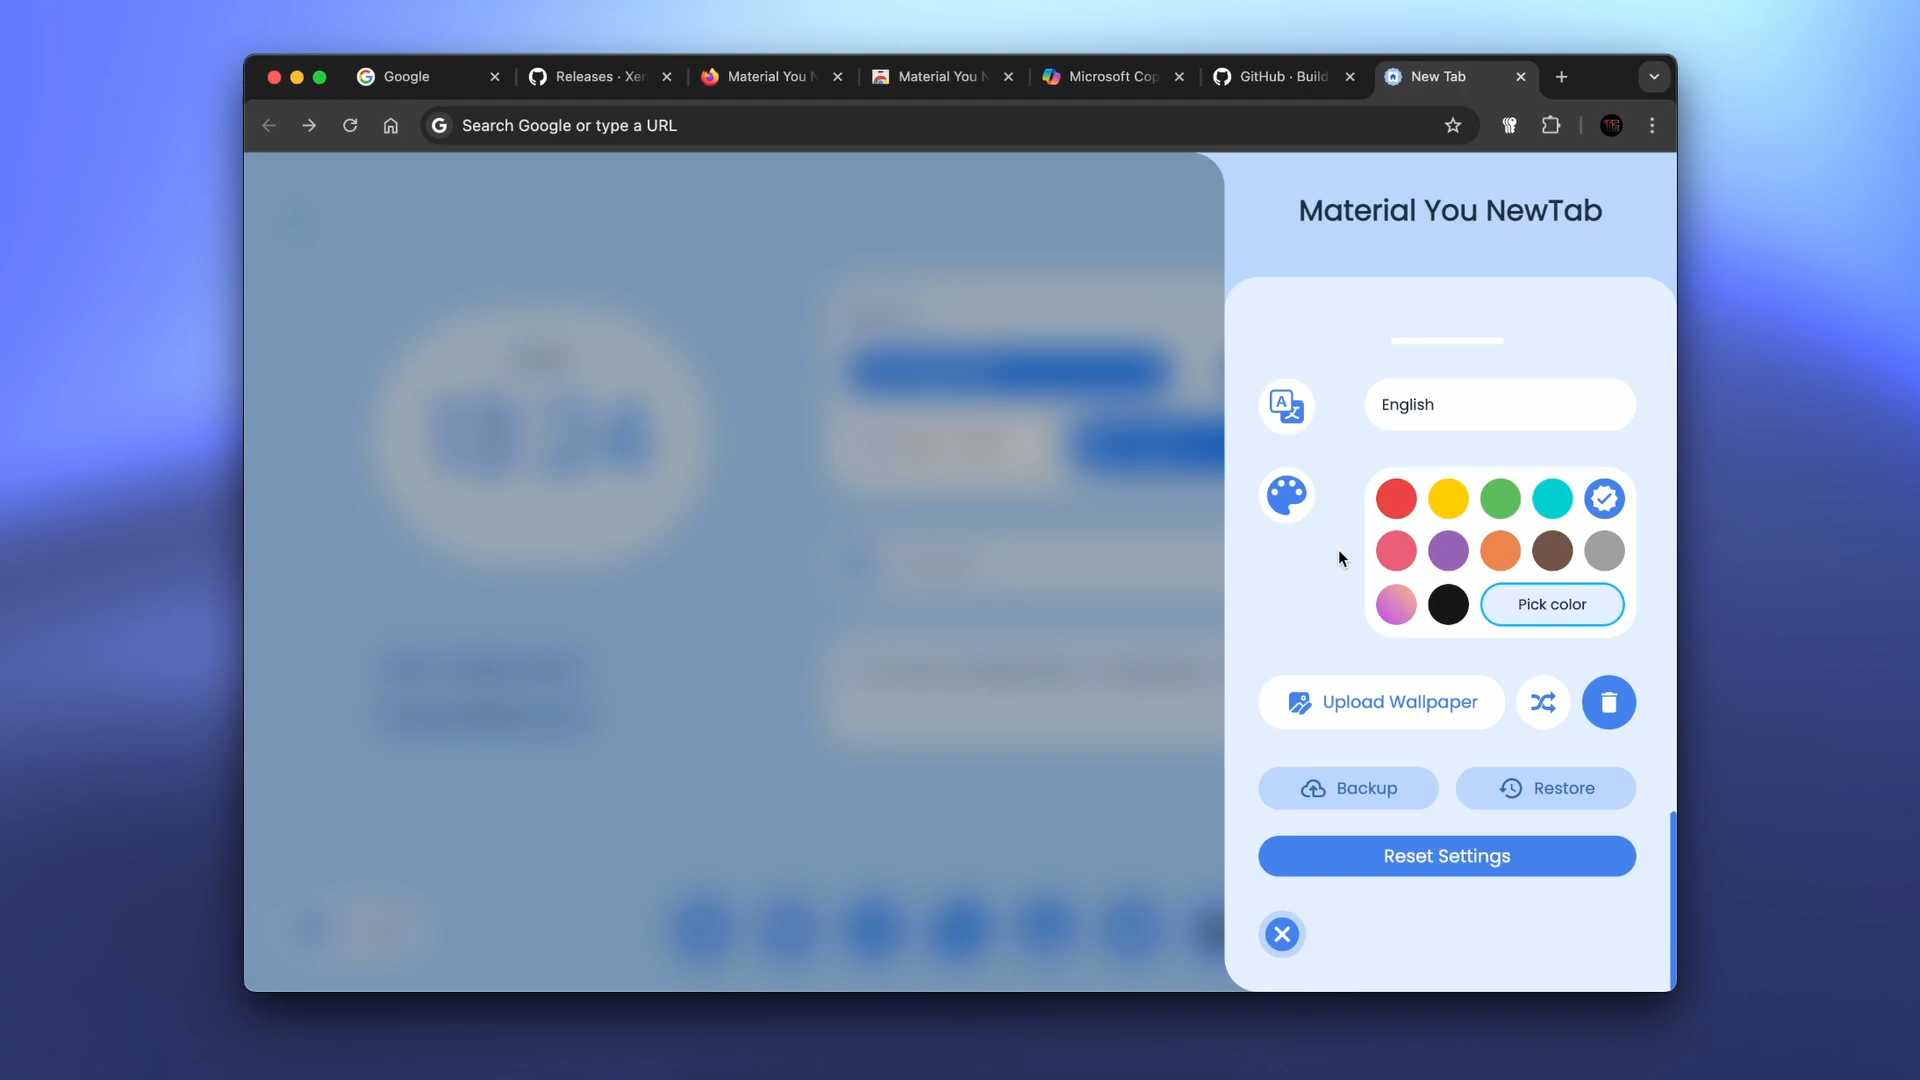 Google
Releases · Xen
Material You N
Material You N
Microsoft Cop
GitHub · Build
New Tab
Search Google or type a URL
Material You NewTab
English
Pick color
Upload Wallpaper
Backup
Restore
Reset Settings